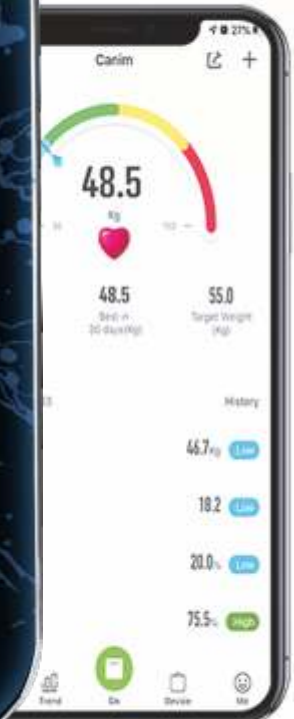 27%
Canim
48.5
Kg
48.5 55.0
Best in Target Weight
30 days(Kg) (Kg)
History
46.7Kg Low
18.2 Low
20.0% Low
75.5% High
Trend Go Device Me